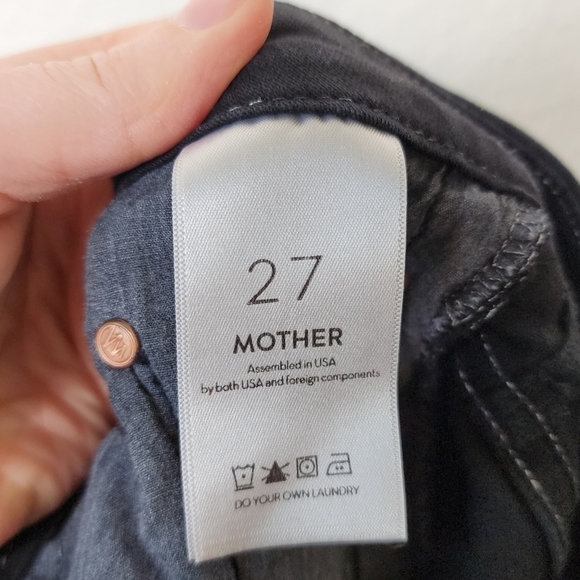 27
MOTHER
Assembled in USA
by both USA and foreign components
DO YOUR OWN LAUNDRY